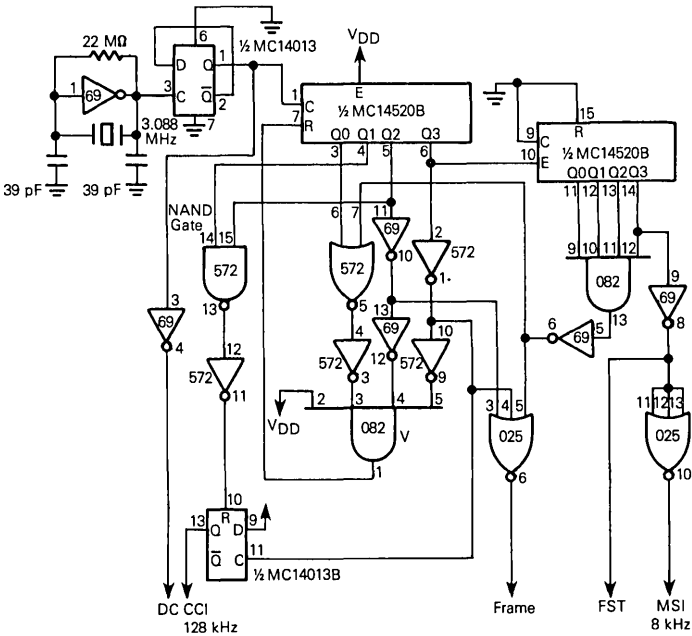 ½ MC14013
22 MΩ
6
D Q 1
1 69 3 C Q̅ 2
7
3.088
MHz
39 pF 39 pF
VDD
E
1 C
½ MC14520B
7 R
Q0 Q1 Q2 Q3
3 4 5 6
15
R
9 C
10 E
½ MC14520B
Q0 Q1 Q2 Q3
11 12 13 14
NAND
Gate
14 15
572
13
6 7
572
5
11
69
10
2
572
1
9 10 11 12
082
13
6 69 5
9
69
8
3
69
4
12
572
11
4
3
13
69
12
10
572
9
VDD
2 3 4 5
082 V
1
3 4 5
025
6
11 12 13
025
10
10
13 Q R D 9
Q̅ C 11
½ MC14013B
DC CCI
128 kHz
Frame
FST
MSI
8 kHz